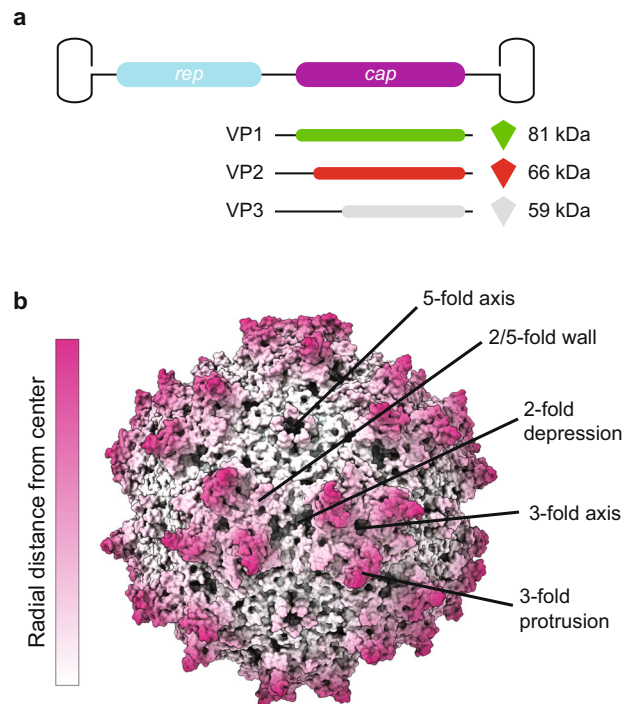 a
rep
cap
VP1
81 kDa
VP2
66 kDa
VP3
59 kDa
b
Radial distance from center
5-fold axis
2/5-fold wall
2-fold
depression
3-fold axis
3-fold
protrusion